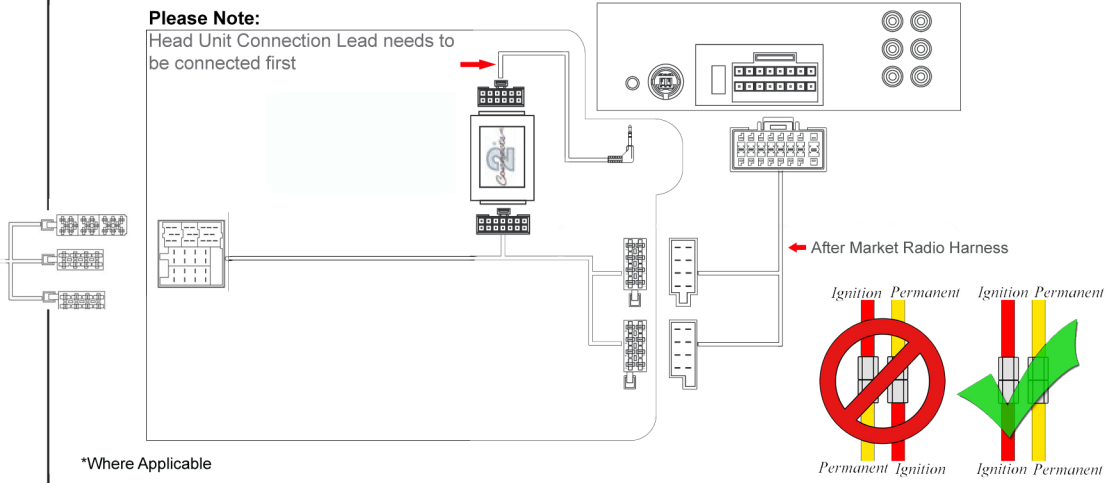 Please Note:
Head Unit Connection Lead needs to
be connected first
Connects2
After Market Radio Harness
Ignition Permanent Ignition Permanent
Permanent Ignition Ignition Permanent
*Where Applicable